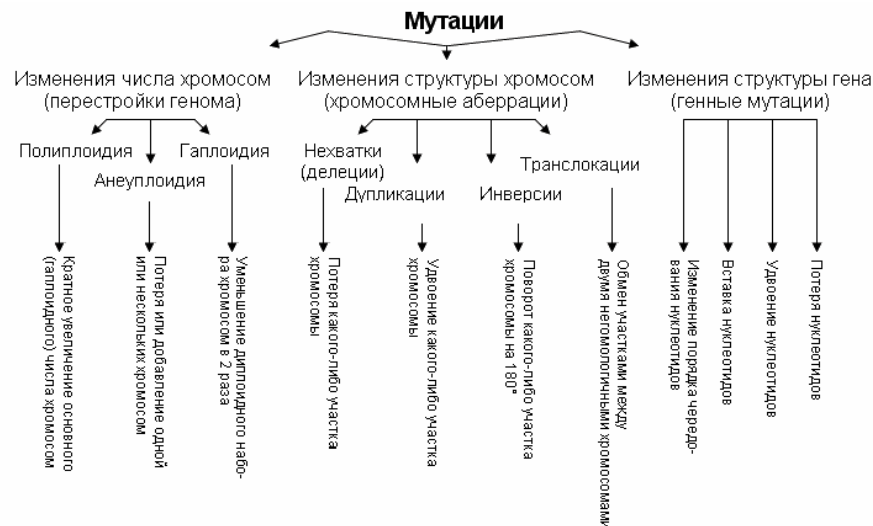 Мутации
Изменения числа хромосом
(перестройки генома)
Изменения структуры хромосом
(хромосомные аберрации)
Изменения структуры гена
(генные мутации)
Полиплоидия
Анеуплоидия
Гаплоидия
Нехватки
(делеции)
Дупликации
Инверсии
Транслокации
Кратное увеличение основного
(гаплоидного) числа хромосом
Потеря или добавление одной
или нескольких хромосом
Уменьшение диплоидного набо-
ра хромосом в 2 раза
Потеря какого-либо участка
хромосомы
Удвоение какого-либо участка
хромосомы
Поворот какого-либо участка
хромосомы на 180°
Обмен участками между
двумя негомологичными хромосомами
Изменение порядка чередо-
вания нуклеотидов
Вставка нуклеотидов
Удвоение нуклеотидов
Потеря нуклеотидов